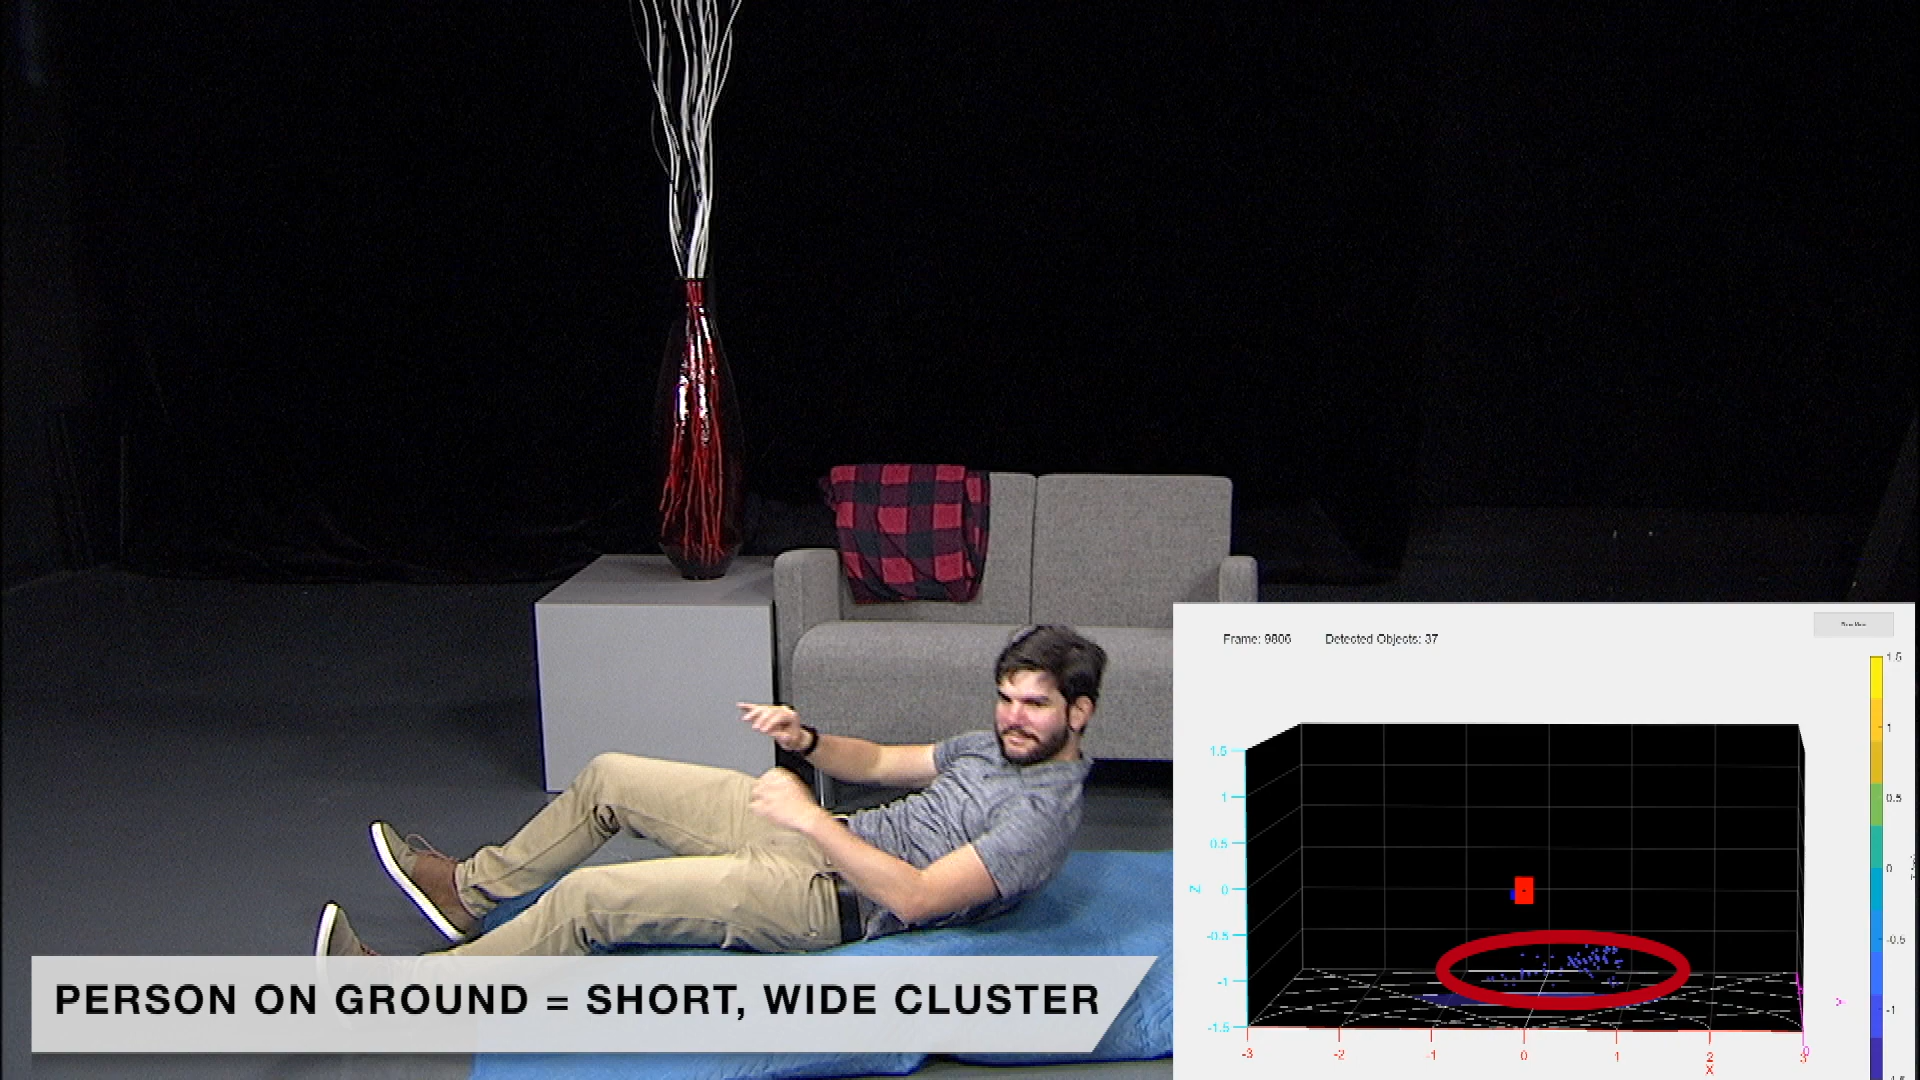 Frame: 9806 Detected Objects: 37
1.5
1
0.5
0
-0.5
-1
1.5
1
0.5
0
-0.5
-1
-1.5
Z
-3 -2 -1 0 1 2 3
X
0
PERSON ON GROUND = SHORT, WIDE CLUSTER